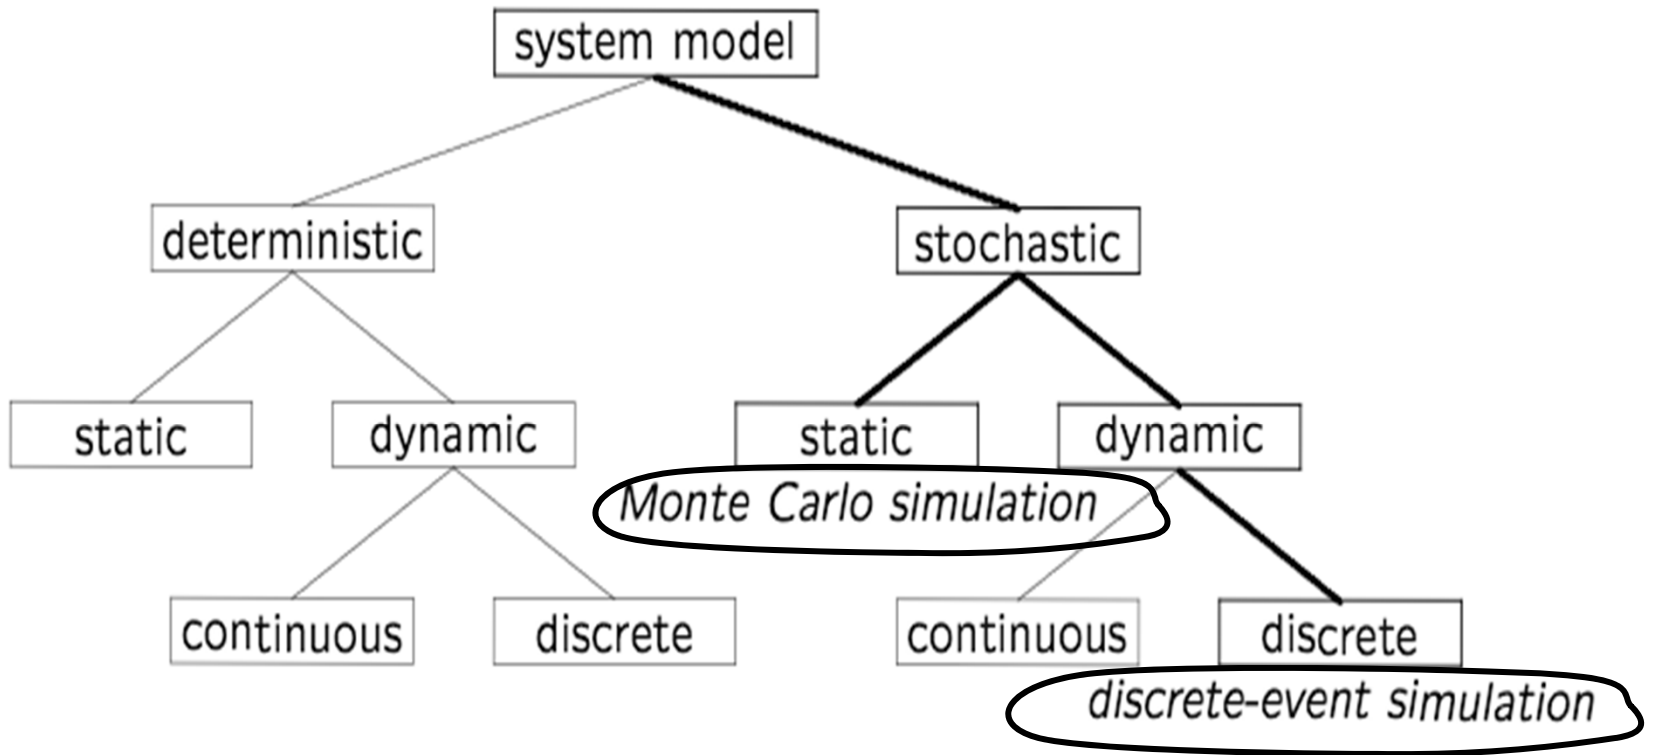 system model
deterministic
stochastic
static
dynamic
static
dynamic
Monte Carlo simulation
continuous
discrete
continuous
discrete
discrete-event simulation